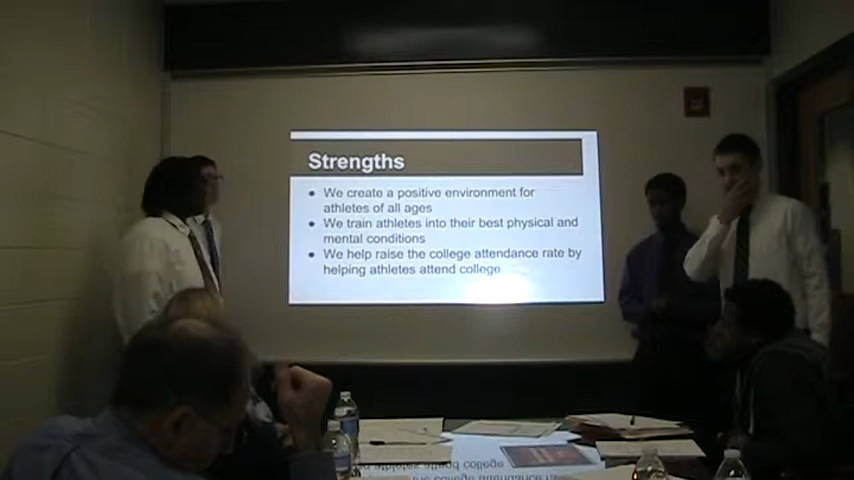 Strengths
• We create a positive environment for
athletes of all ages
• We train athletes into their best physical and
mental conditions
• We help raise the college attendance rate by
helping athletes attend college